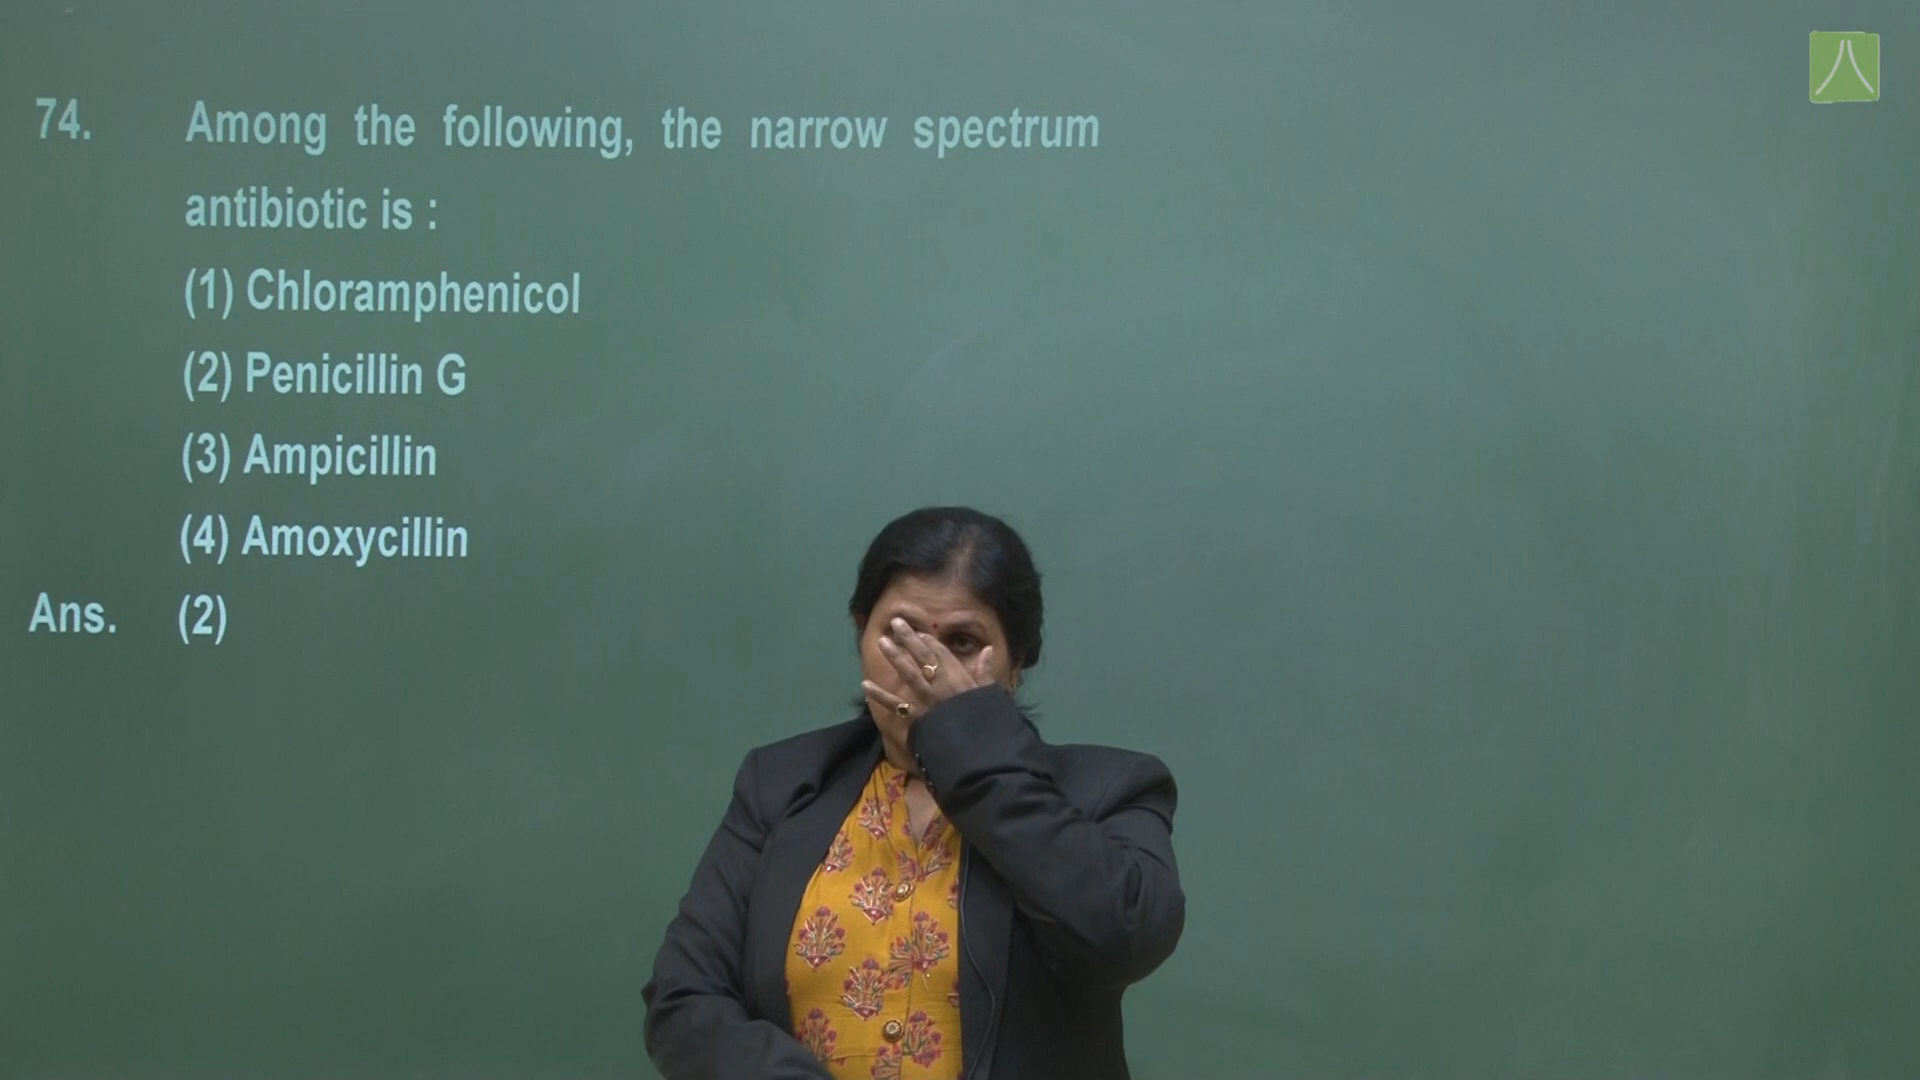 74. Among the following, the narrow spectrum
antibiotic is :
(1) Chloramphenicol
(2) Penicillin G
(3) Ampicillin
(4) Amoxycillin
Ans. (2)